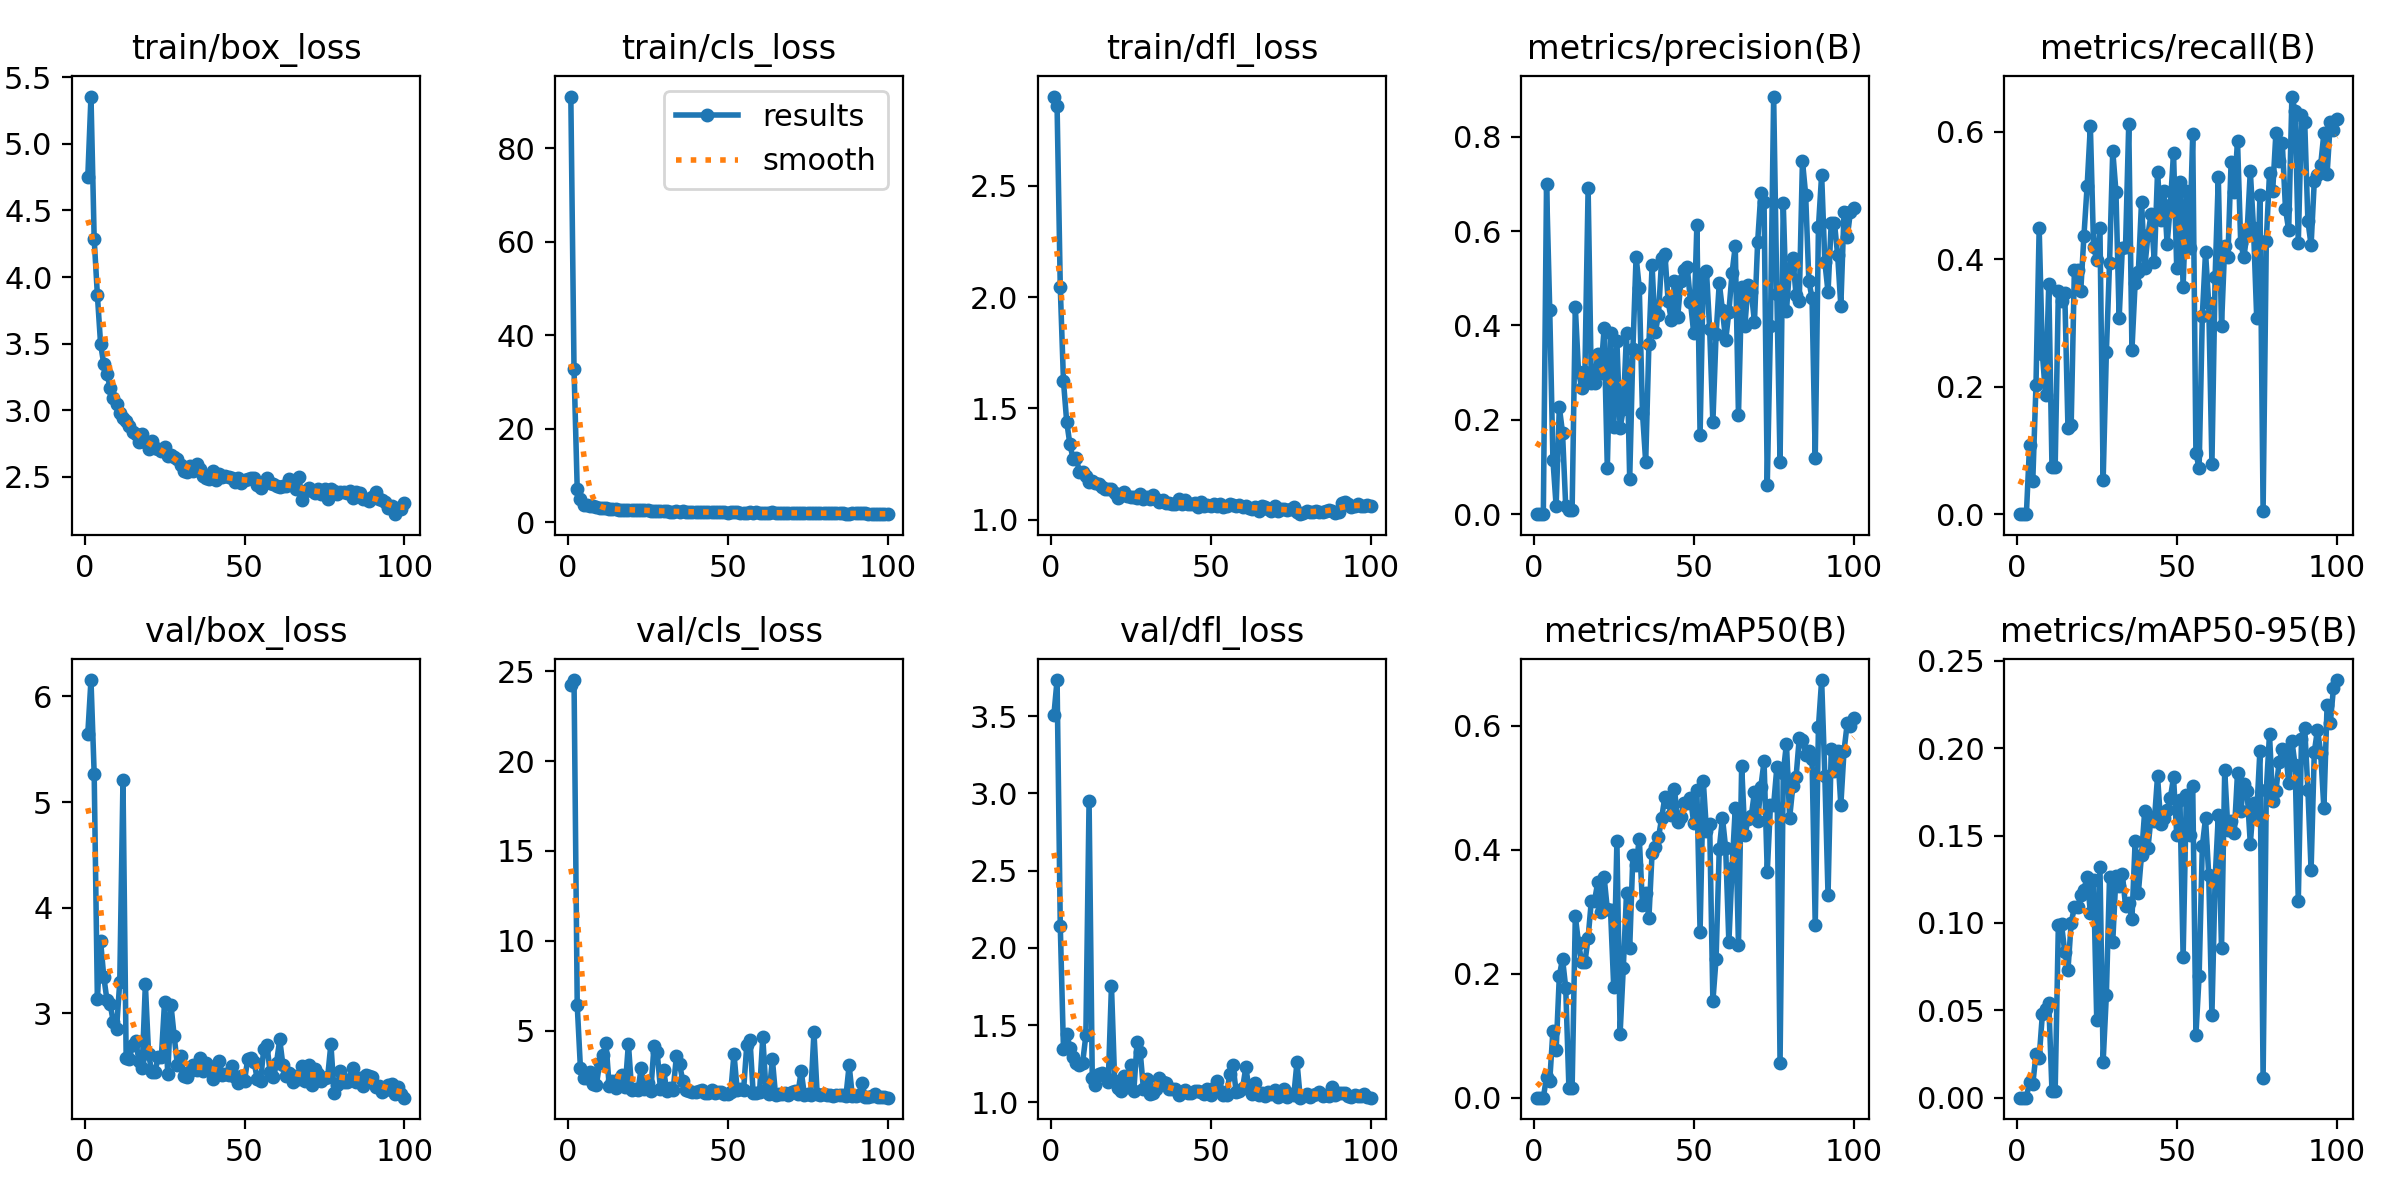 train/box_loss
5.5
5.0
4.5
4.0
3.5
3.0
2.5
0 50 100
train/cls_loss
results
smooth
80
60
40
20
0
0 50 100
train/dfl_loss
2.5
2.0
1.5
1.0
0 50 100
metrics/precision(B)
0.8
0.6
0.4
0.2
0.0
0 50 100
metrics/recall(B)
0.6
0.4
0.2
0.0
0 50 100
val/box_loss
6
5
4
3
0 50 100
val/cls_loss
25
20
15
10
5
0 50 100
val/dfl_loss
3.5
3.0
2.5
2.0
1.5
1.0
0 50 100
metrics/mAP50(B)
0.6
0.4
0.2
0.0
0 50 100
metrics/mAP50-95(B)
0.25
0.20
0.15
0.10
0.05
0.00
0 50 100